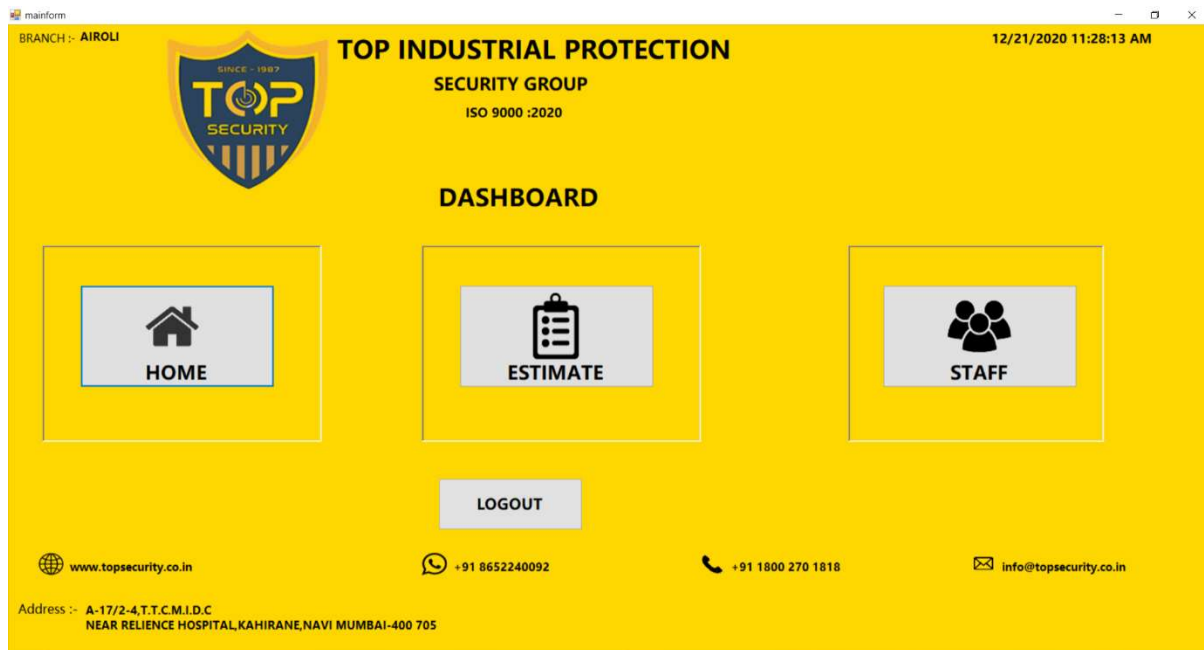 mainform
BRANCH :- AIROLI
12/21/2020 11:28:13 AM
SINCE - 1987
TOP
SECURITY
TOP INDUSTRIAL PROTECTION
SECURITY GROUP
ISO 9000 :2020
DASHBOARD
HOME
ESTIMATE
STAFF
LOGOUT
www.topsecurity.co.in
+91 8652240092
+91 1800 270 1818
info@topsecurity.co.in
Address :- A-17/2-4,T.T.C.M.I.D.C
NEAR RELIENCE HOSPITAL,KAHIRANE,NAVI MUMBAI-400 705